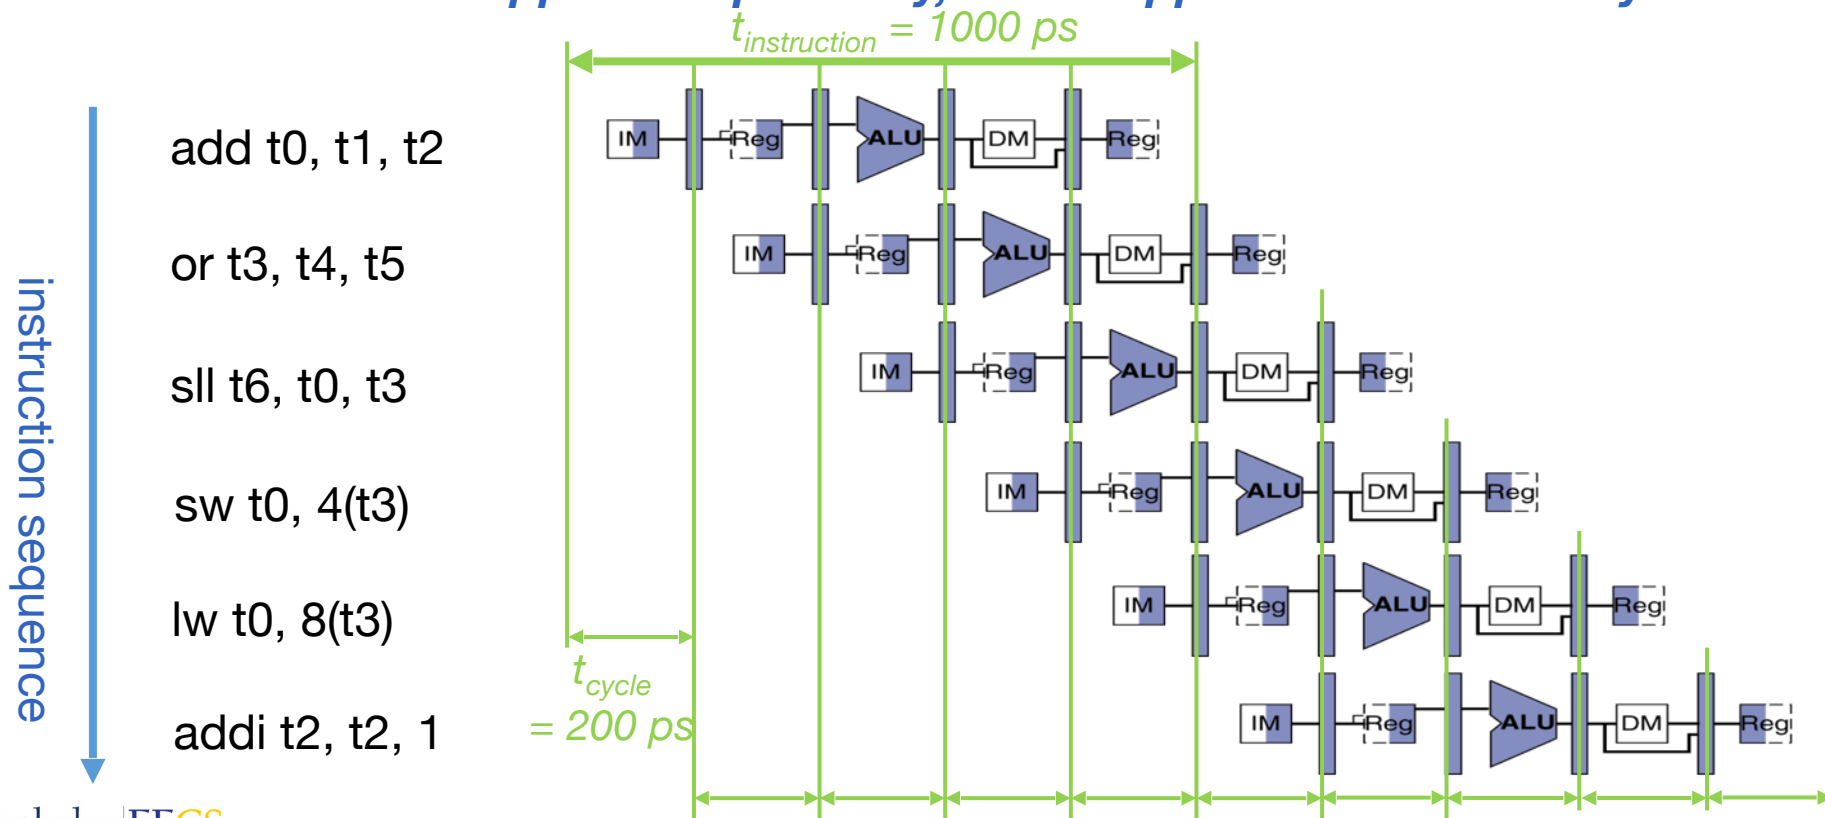 t_instruction = 1000 ps
add t0, t1, t2
IM Reg ALU DM Reg
or t3, t4, t5
IM Reg ALU DM Reg
sll t6, t0, t3
IM Reg ALU DM Reg
sw t0, 4(t3)
IM Reg ALU DM Reg
lw t0, 8(t3)
IM Reg ALU DM Reg
t_cycle
= 200 ps
addi t2, t2, 1
IM Reg ALU DM Reg
instruction sequence
EECS